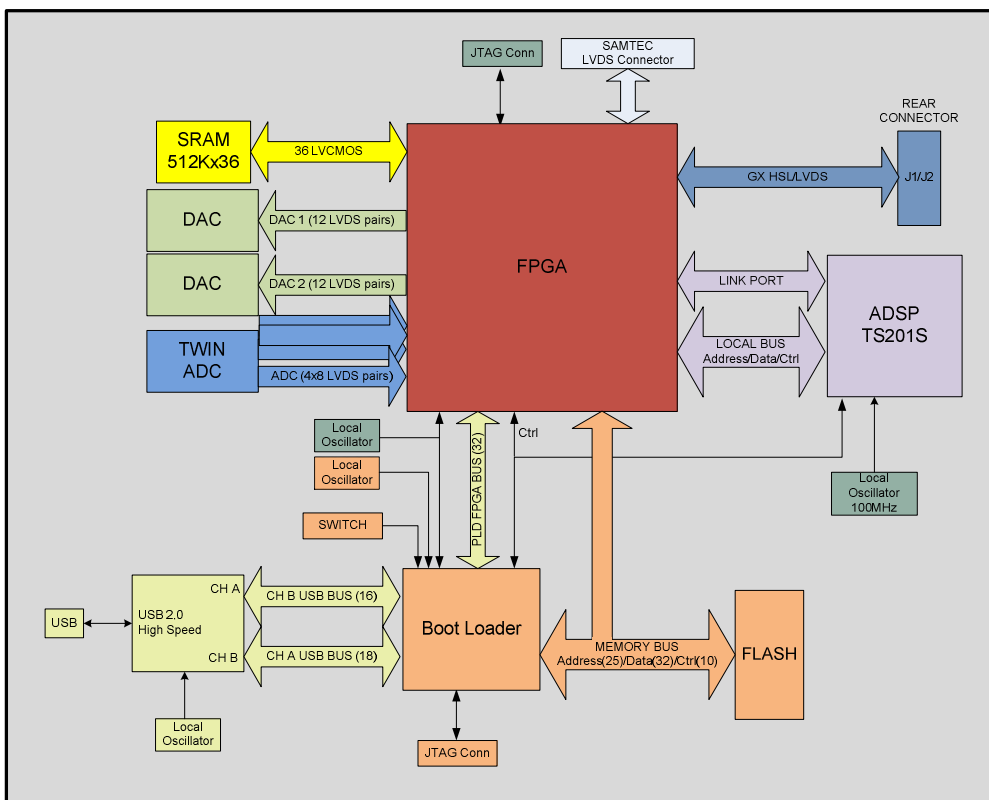 JTAG Conn
SAMTEC
LVDS Connector
REAR
CONNECTOR
SRAM
512Kx36
36 LVCMOS
GX HSL/LVDS
J1/J2
DAC
DAC 1 (12 LVDS pairs)
FPGA
DAC
DAC 2 (12 LVDS pairs)
LINK PORT
ADSP
TS201S
TWIN
ADC
ADC (4x8 LVDS pairs)
LOCAL BUS
Address/Data/Ctrl
Local
Oscillator
Ctrl
Local
Oscillator
PLD FPGA BUS (32)
Local
Oscillator
100MHz
SWITCH
CH A
USB 2.0
High Speed
CH B
USB
CH B USB BUS (16)
CH A USB BUS (18)
Boot Loader
MEMORY BUS
Address(25)/Data(32)/Ctrl(10)
FLASH
Local
Oscillator
JTAG Conn